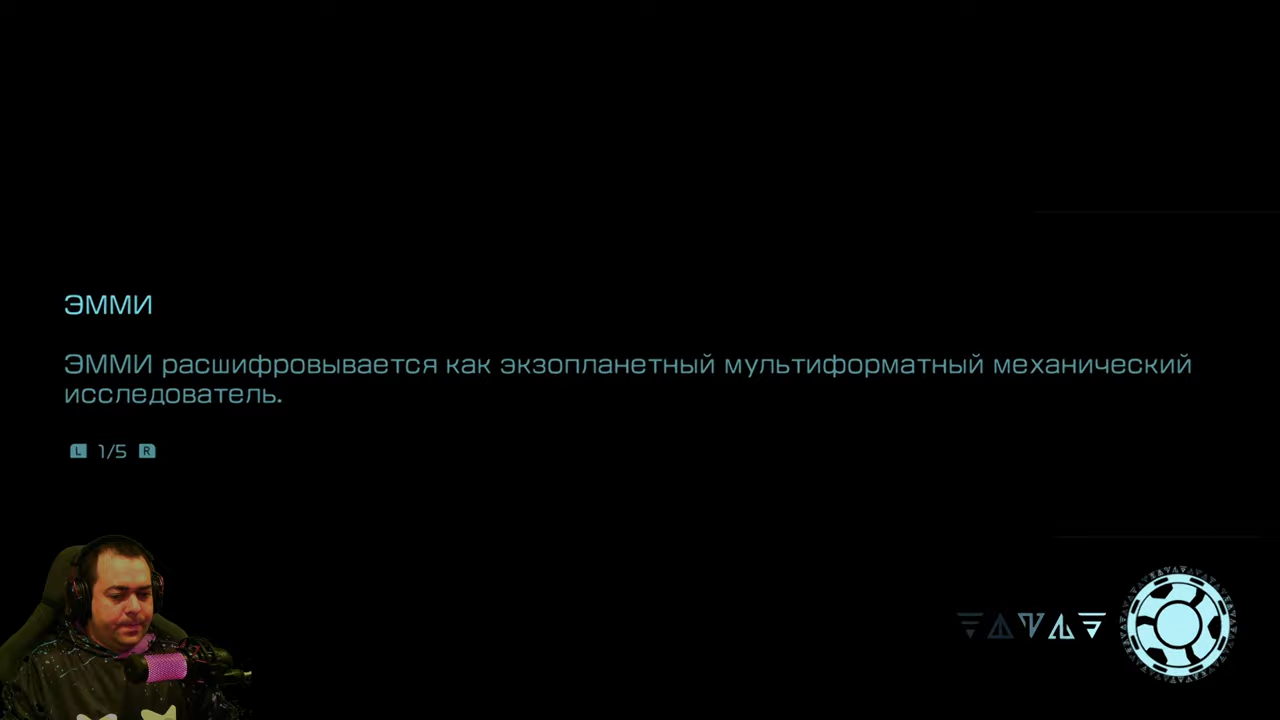 ЭММИ
ЭММИ расшифровывается как экзопланетный мультиформатный механический
исследователь.
L 1/5 R